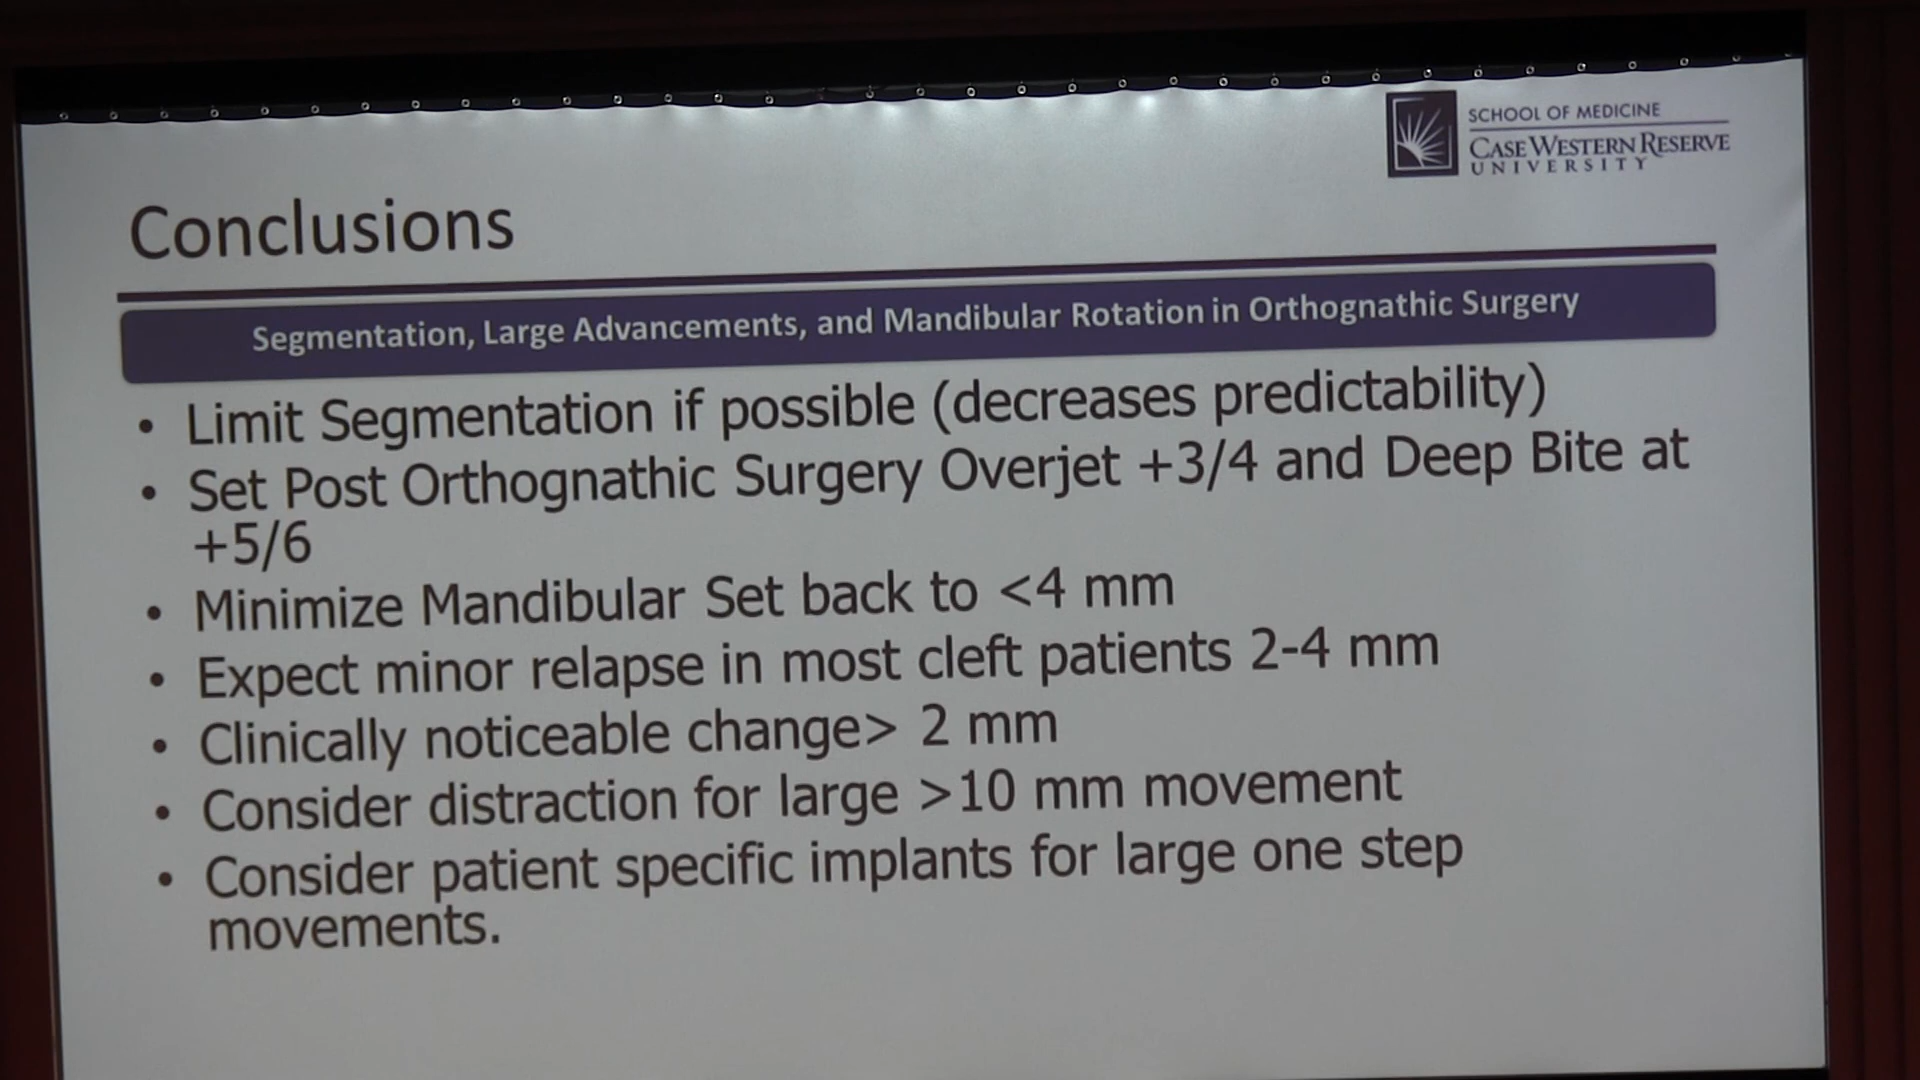 SCHOOL OF MEDICINE
CASE WESTERN RESERVE
UNIVERSITY
Conclusions
Segmentation, Large Advancements, and Mandibular Rotation in Orthognathic Surgery
• Limit Segmentation if possible (decreases predictability)
• Set Post Orthognathic Surgery Overjet +3/4 and Deep Bite at
+5/6
• Minimize Mandibular Set back to <4 mm
• Expect minor relapse in most cleft patients 2-4 mm
• Clinically noticeable change> 2 mm
• Consider distraction for large >10 mm movement
• Consider patient specific implants for large one step
movements.